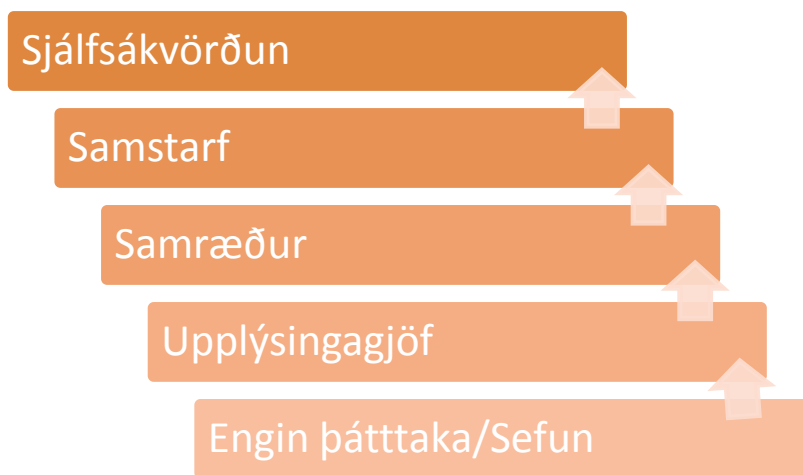 Sjálfsákvörðun
Samstarf
Samræður
Upplýsingagjöf
Engin þátttaka/Sefun